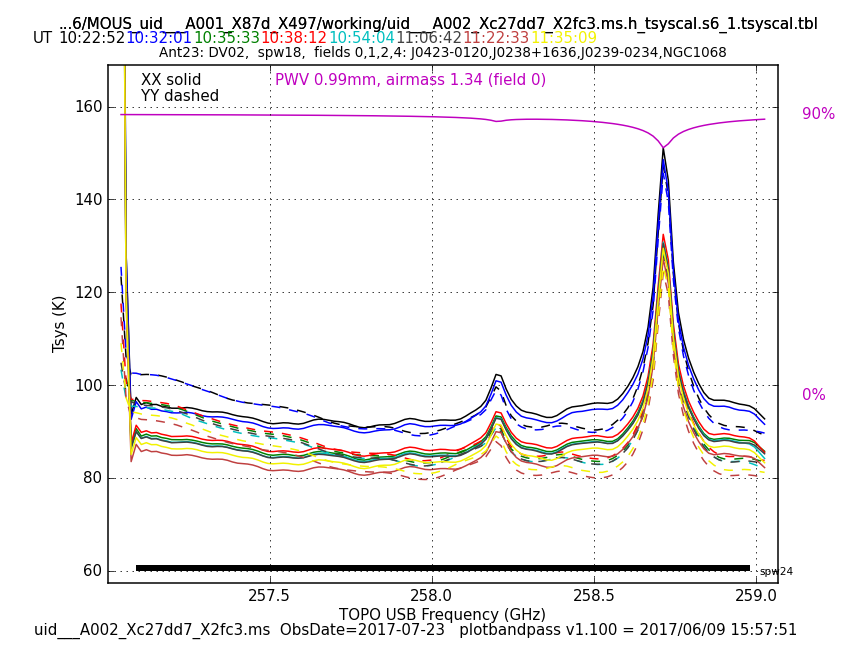 ...6/MOUS_uid___A001_X87d_X497/working/uid___A002_Xc27dd7_X2fc3.ms.h_tsyscal.s6_1.tsyscal.tbl
UT 10:22:52 10:32:01 10:35:33 10:38:12 10:54:04 11:06:42 11:22:33 11:35:09
Ant23: DV02, spw18, fields 0,1,2,4: J0423-0120,J0238+1636,J0239-0234,NGC1068
XX solid
YY dashed
PWV 0.99mm, airmass 1.34 (field 0)
90%
0%
Tsys (K)
160
140
120
100
80
60
spw24
257.5 258.0 258.5 259.0
TOPO USB Frequency (GHz)
uid___A002_Xc27dd7_X2fc3.ms ObsDate=2017-07-23 plotbandpass v1.100 = 2017/06/09 15:57:51